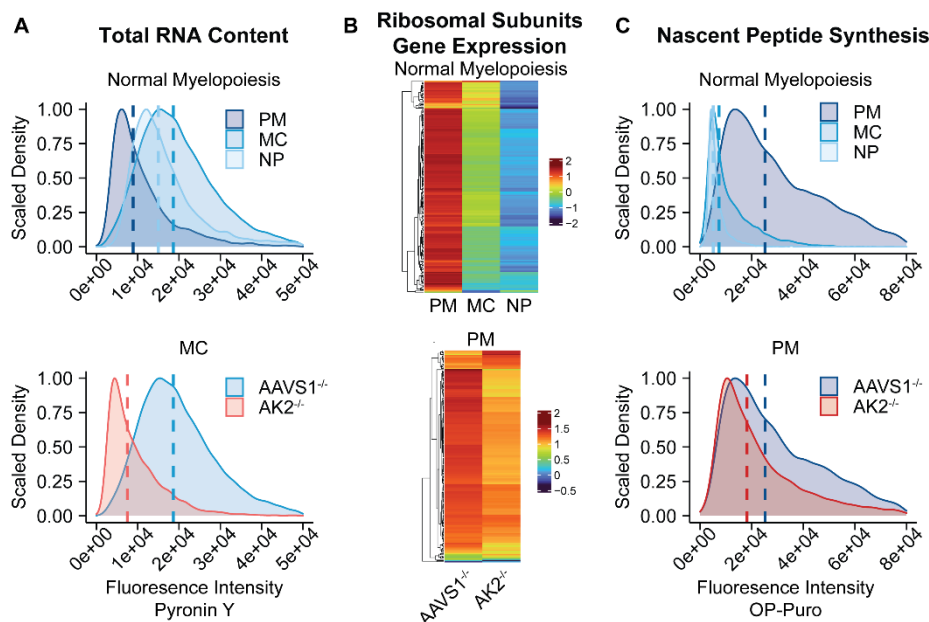 A
Total RNA Content
Normal Myelopoiesis
Scaled Density
1.00
0.75
0.50
0.25
0.00
PM
MC
NP
0e+00
1e+04
2e+04
3e+04
4e+04
5e+04
MC
Scaled Density
1.00
0.75
0.50
0.25
0.00
AAVS1-/-
AK2-/-
0e+00
1e+04
2e+04
3e+04
4e+04
5e+04
Fluoresence Intensity
Pyronin Y
B
Ribosomal Subunits
Gene Expression
Normal Myelopoiesis
2
1
0
−1
−2
PM MC NP
PM
2
1.5
1
0.5
0
−0.5
AAVS1-/-
AK2-/-
C
Nascent Peptide Synthesis
Normal Myelopoiesis
Scaled Density
1.00
0.75
0.50
0.25
0.00
PM
MC
NP
0e+00
2e+04
4e+04
6e+04
8e+04
PM
Scaled Density
1.00
0.75
0.50
0.25
0.00
AAVS1-/-
AK2-/-
0e+00
2e+04
4e+04
6e+04
8e+04
Fluoresence Intensity
OP-Puro